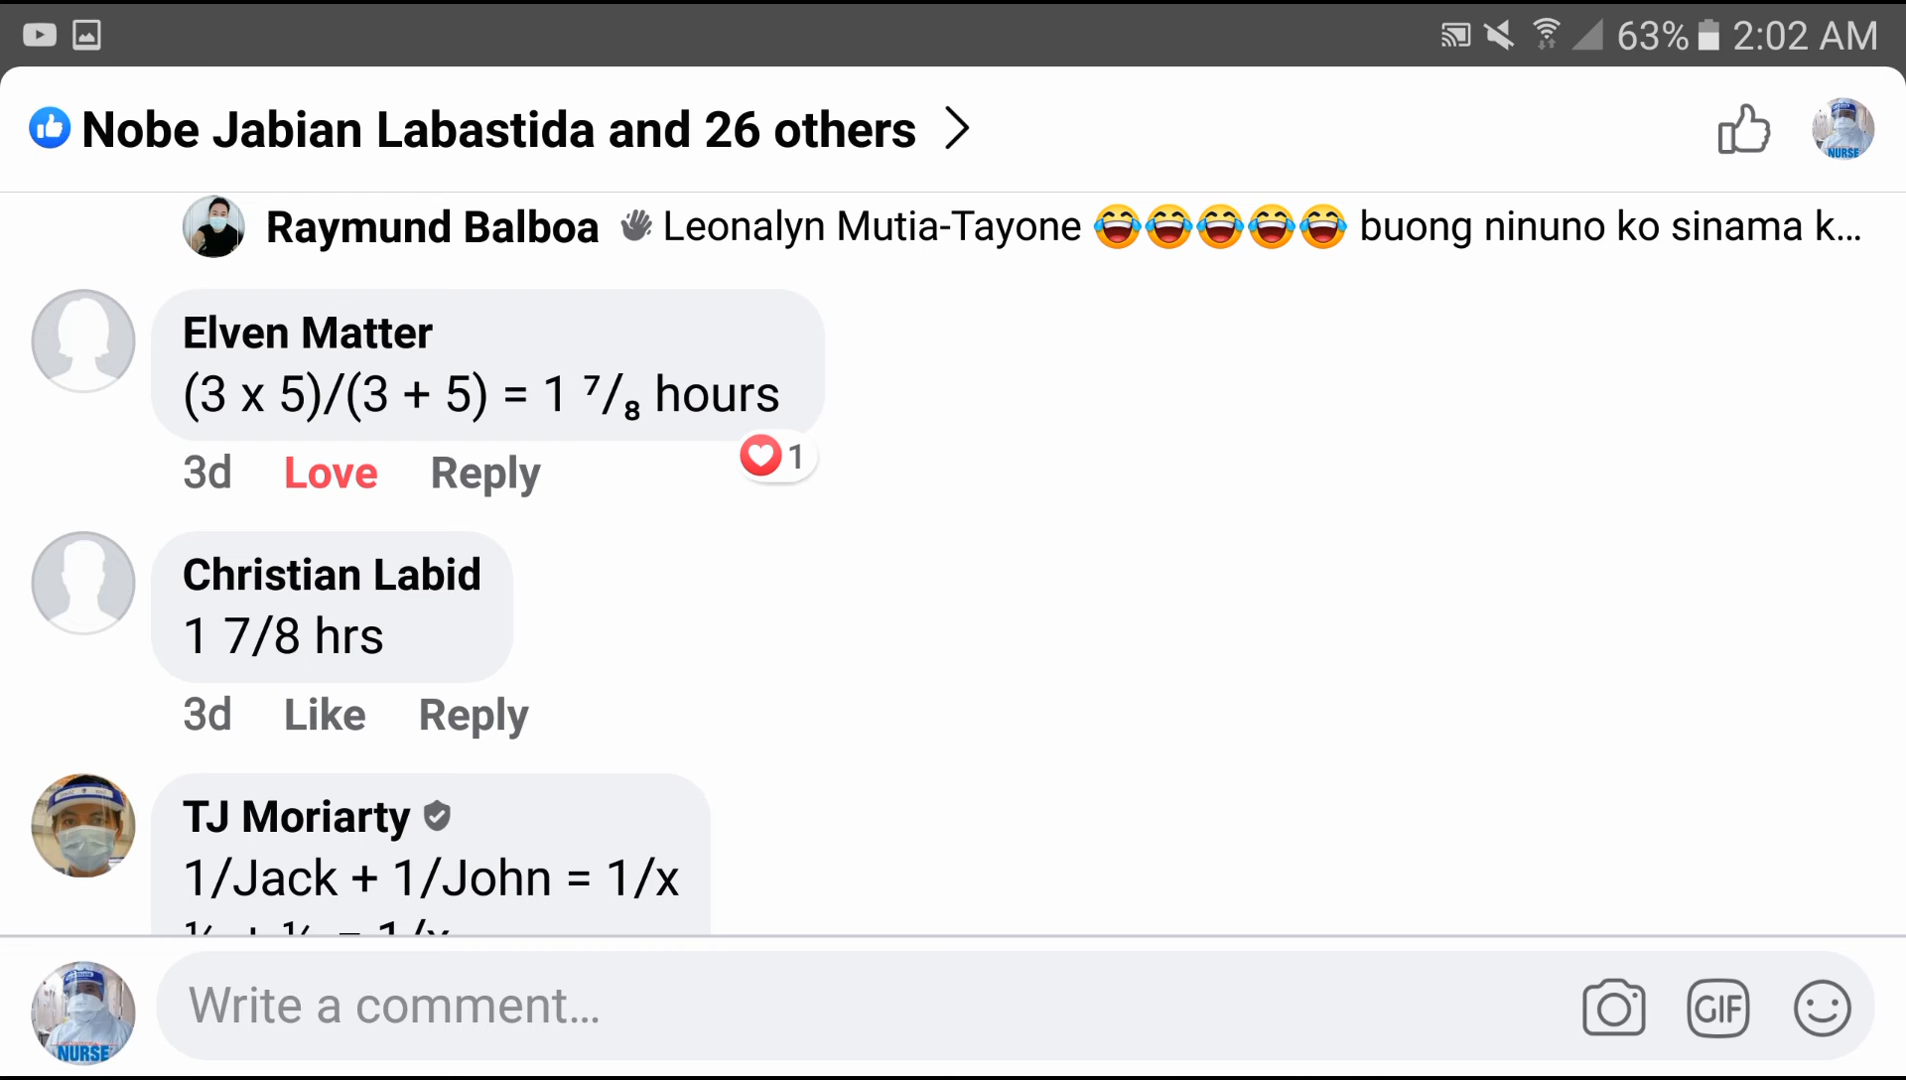 63% 2:02 AM
Nobe Jabian Labastida and 26 others
NURSE
Raymund Balboa 👋 Leonalyn Mutia-Tayone 😂😂😂😂😂 buong ninuno ko sinama k...
Elven Matter
(3 x 5)/(3 + 5) = 1 ⁷/₈ hours
3d Love Reply
1
Christian Labid
1 7/8 hrs
3d Like Reply
TJ Moriarty
1/Jack + 1/John = 1/x
Write a comment...
GIF
NURSE